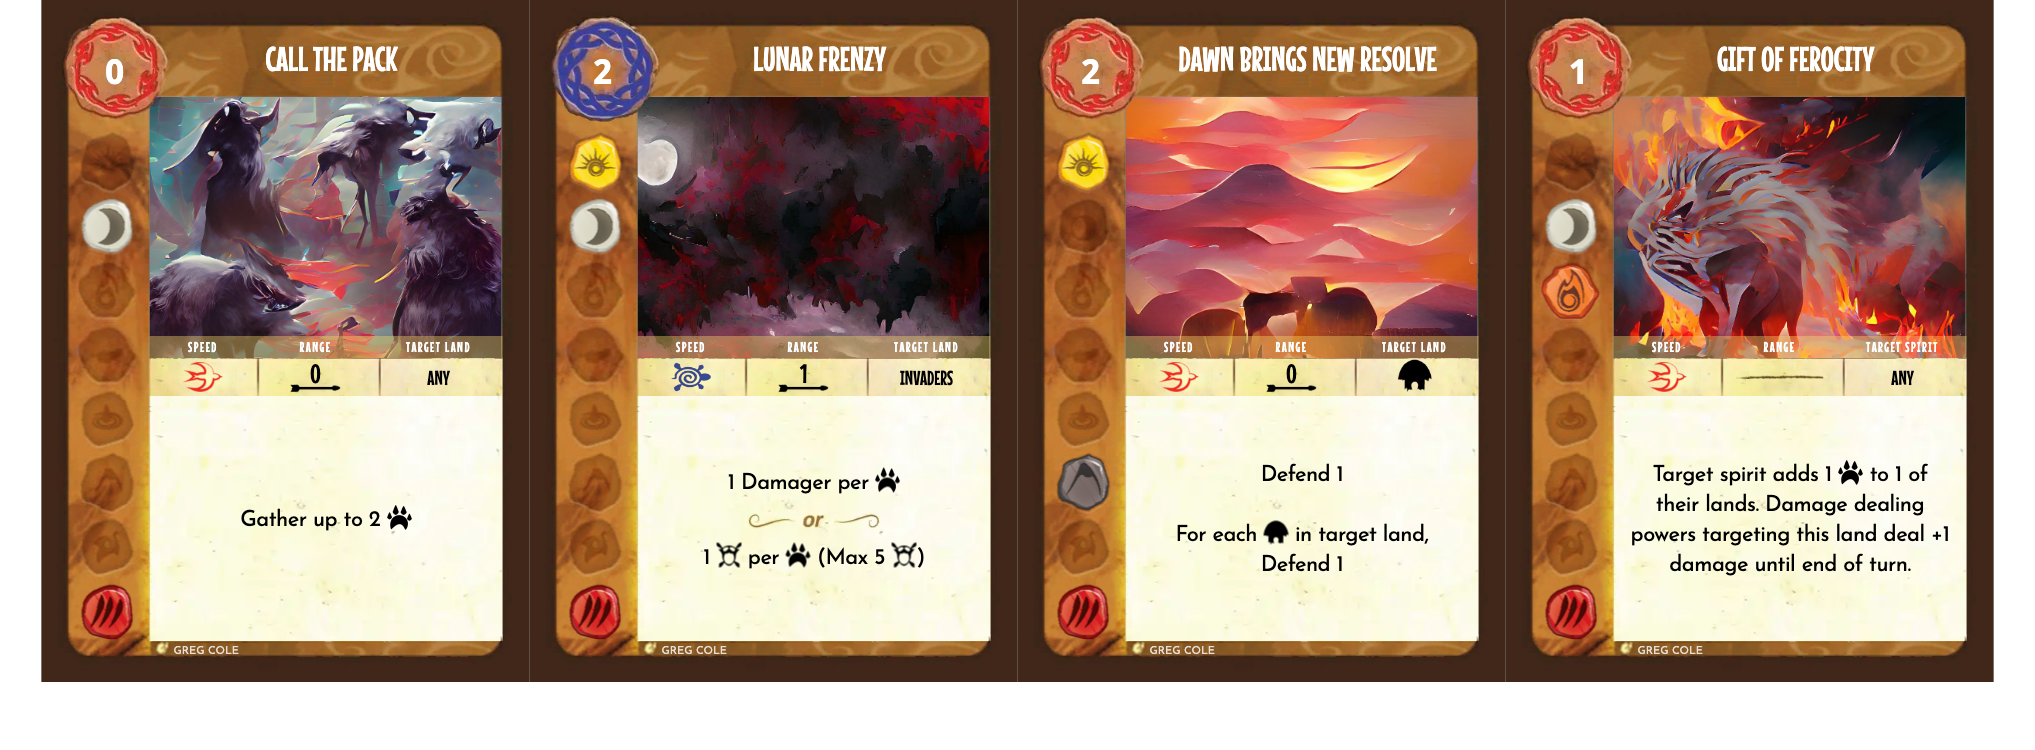 0
CALL THE PACK
SPEED RANGE TARGET LAND
0 ANY
Gather up to 2
GREG COLE
2
LUNAR FRENZY
SPEED RANGE TARGET LAND
1 INVADERS
1 Damager per
or
1 per (Max 5 )
GREG COLE
2
DAWN BRINGS NEW RESOLVE
SPEED RANGE TARGET LAND
0
Defend 1
For each in target land,
Defend 1
GREG COLE
1
GIFT OF FEROCITY
SPEED RANGE TARGET SPIRIT
ANY
Target spirit adds 1 to 1 of
their lands. Damage dealing
powers targeting this land deal +1
damage until end of turn.
GREG COLE